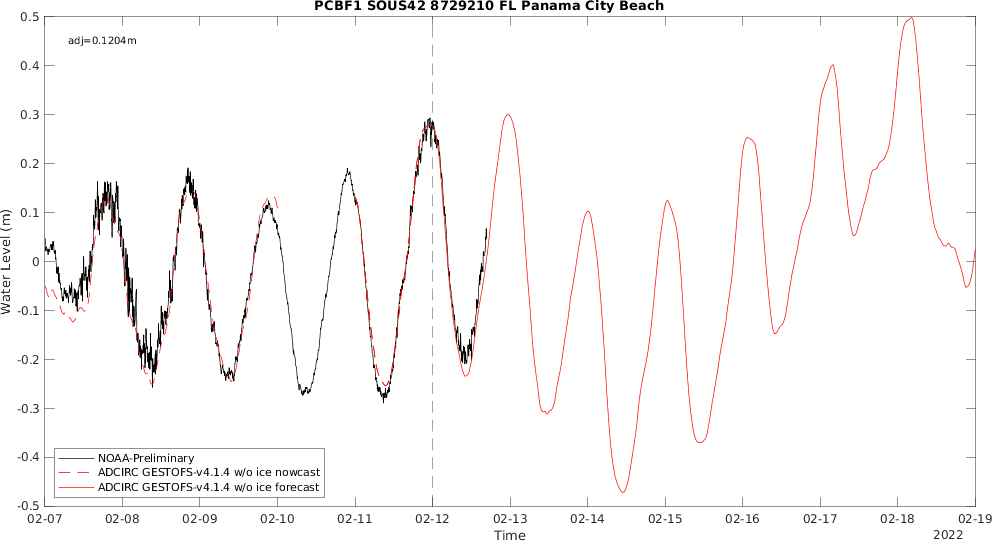 PCBF1 SOUS42 8729210 FL Panama City Beach
adj=0.1204m
0.5
0.4
0.3
0.2
0.1
0
-0.1
-0.2
-0.3
-0.4
-0.5
Water Level (m)
NOAA-Preliminary
ADCIRC GESTOFS-v4.1.4 w/o ice nowcast
ADCIRC GESTOFS-v4.1.4 w/o ice forecast
02-07 02-08 02-09 02-10 02-11 02-12 02-13 02-14 02-15 02-16 02-17 02-18 02-19
Time
2022